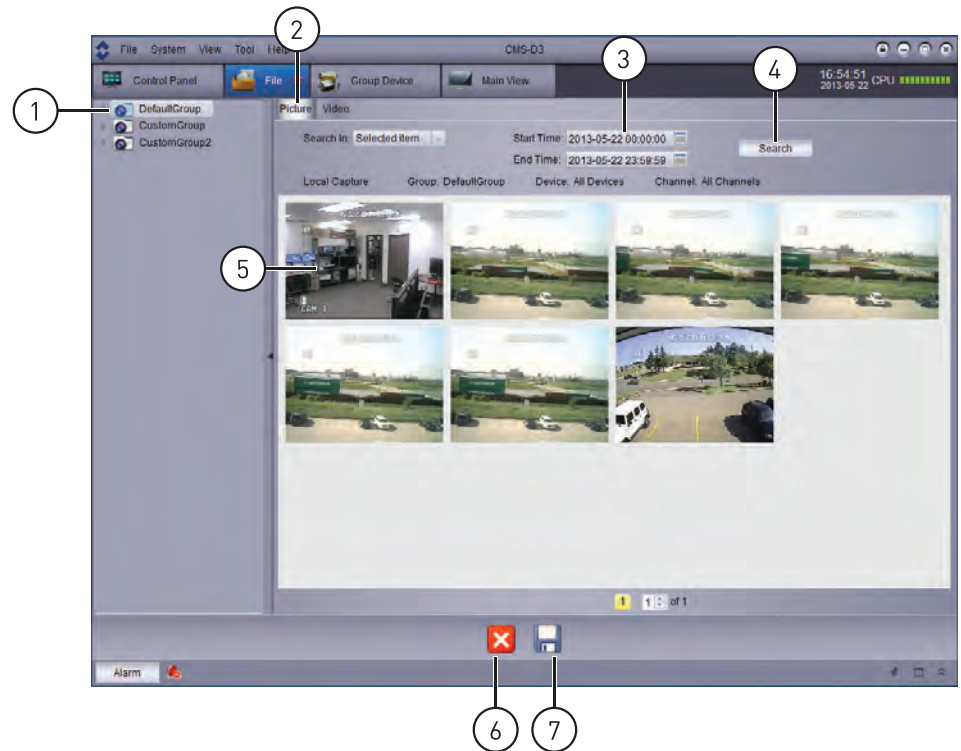 2
File System View Tool Help
CMS-D3
3
4
Control Panel
File
Group Device
Main View
16:54:51
2013-05-22
CPU
1
DefaultGroup
CustomGroup
CustomGroup2
Picture Video
Search In: Selected item
Start Time: 2013-05-22 00:00:00
End Time: 2013-05-22 23:59:59
Search
Local Capture Group: DefaultGroup Device: All Devices Channel: All Channels
5
CAM 1
1 1 of 1
Alarm
6
7